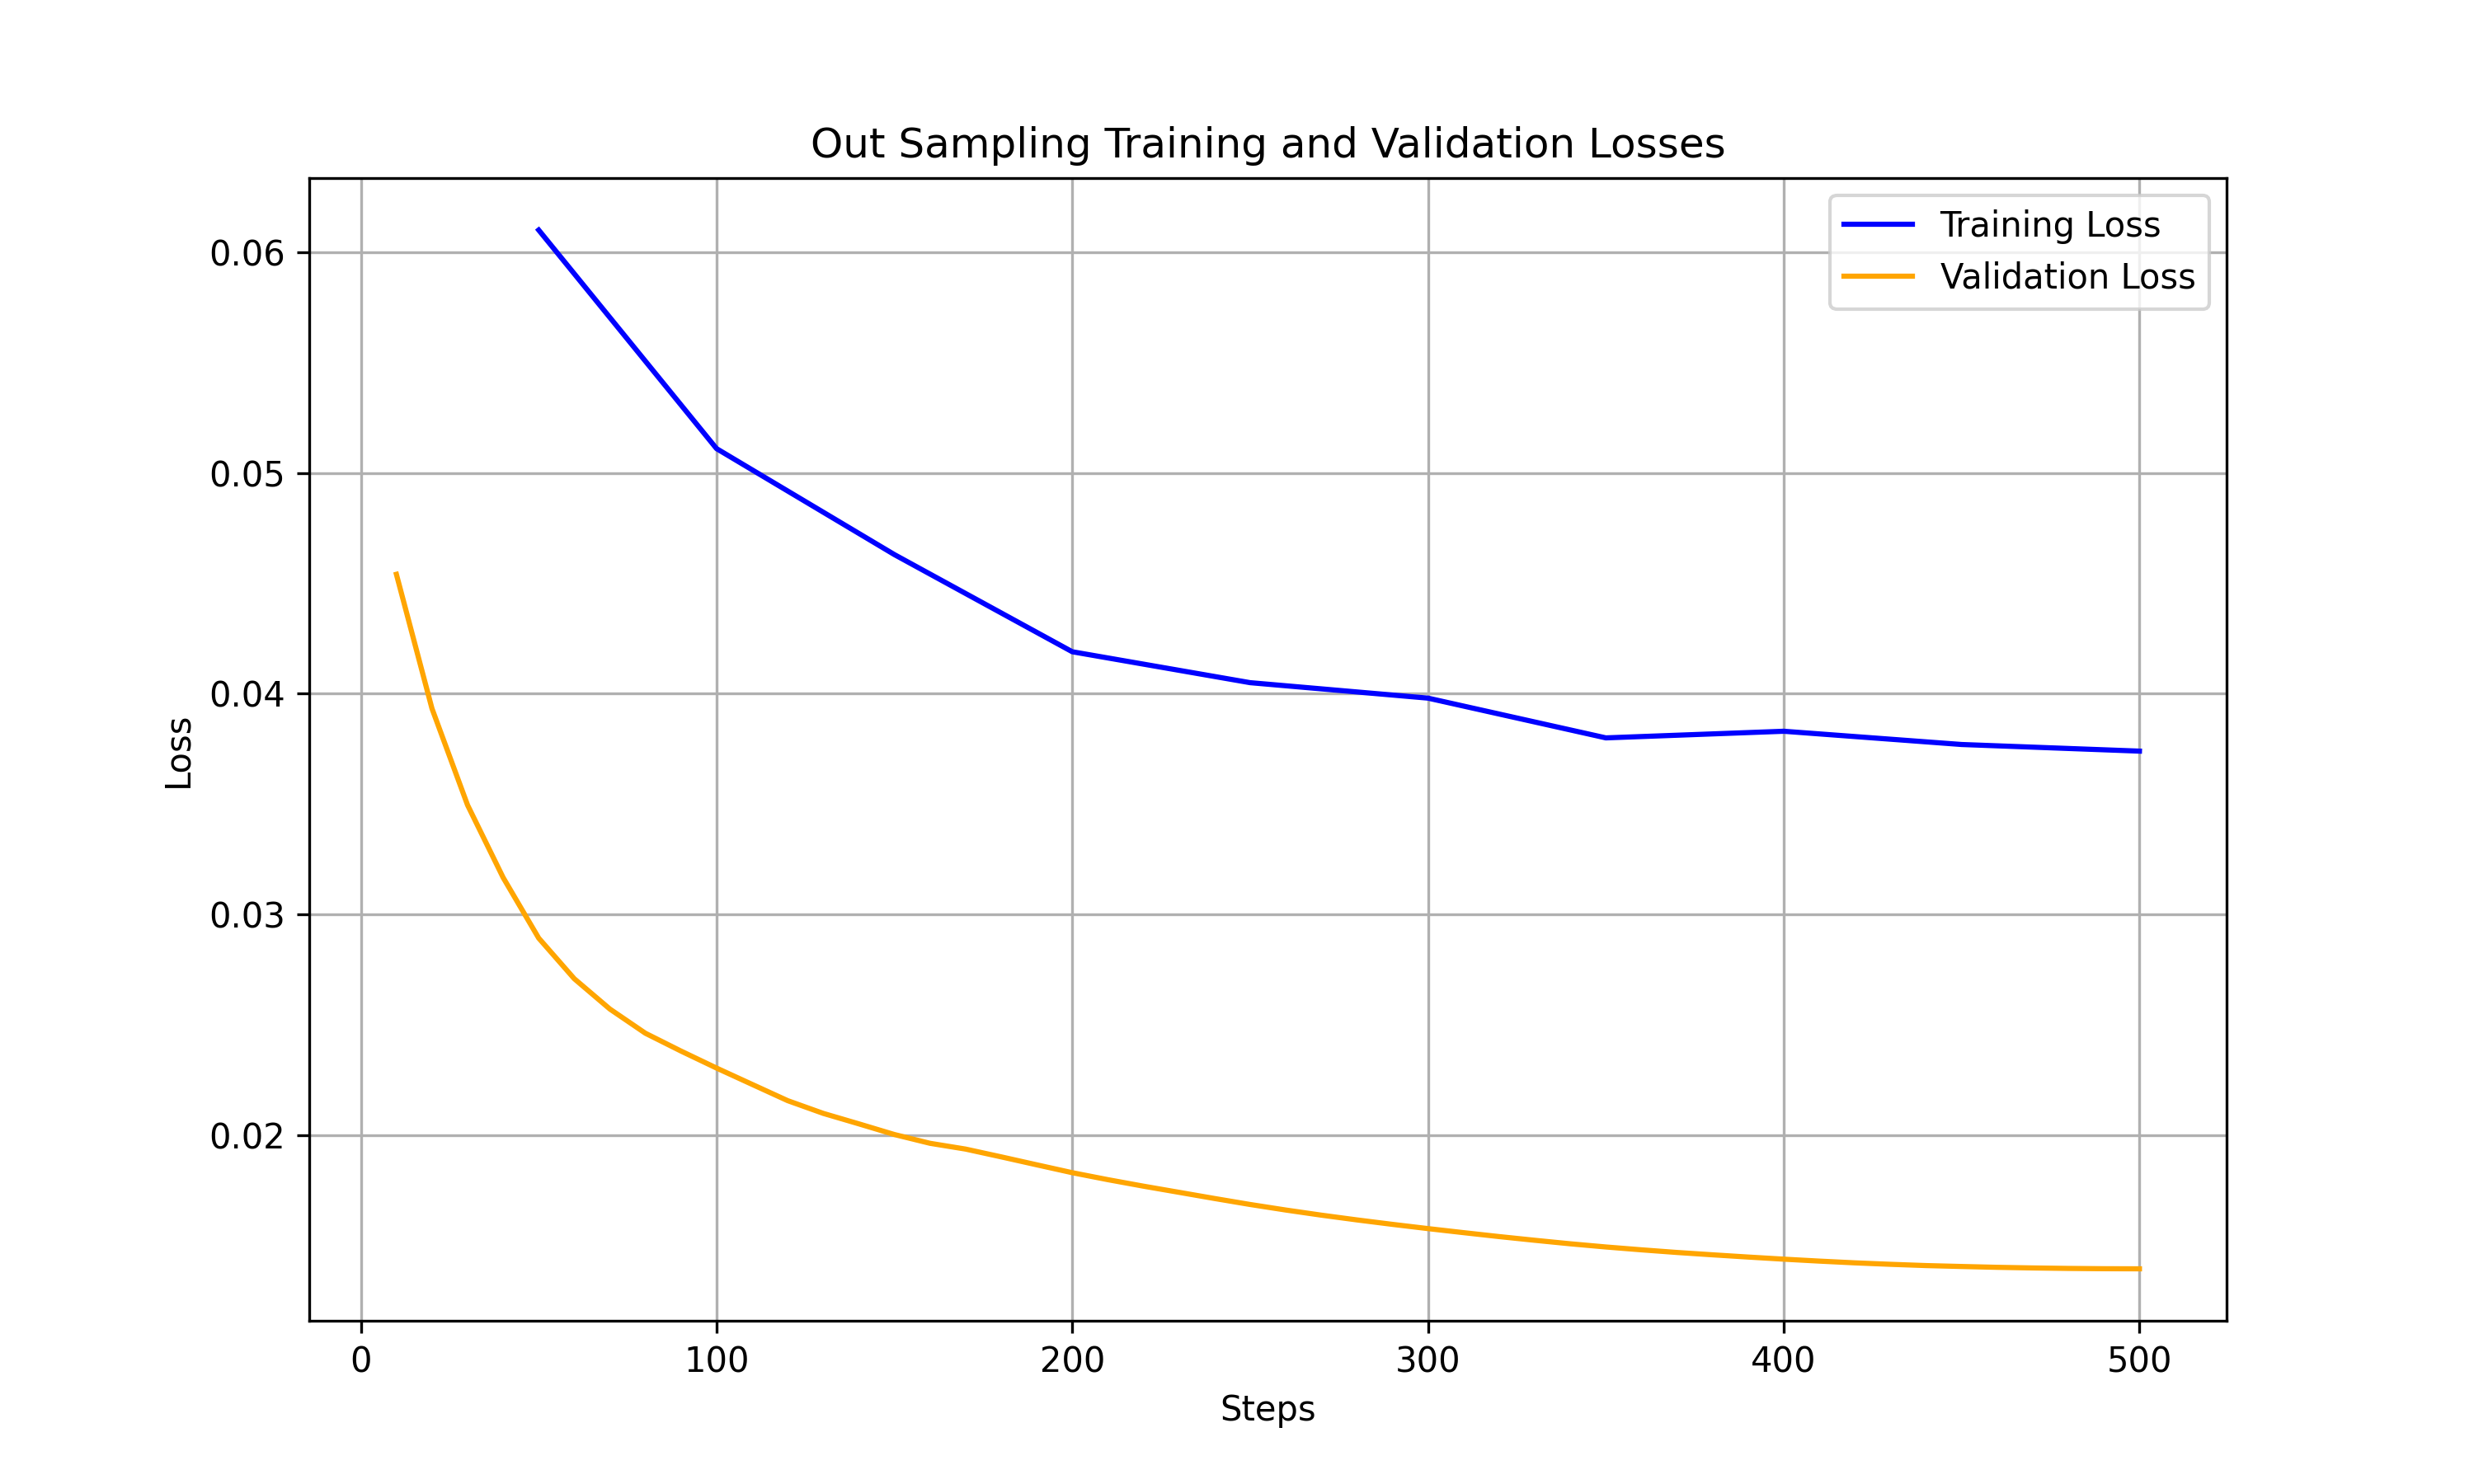 Out Sampling Training and Validation Losses
Training Loss
Validation Loss
0.06
0.05
0.04
0.03
0.02
Loss
0 100 200 300 400 500
Steps